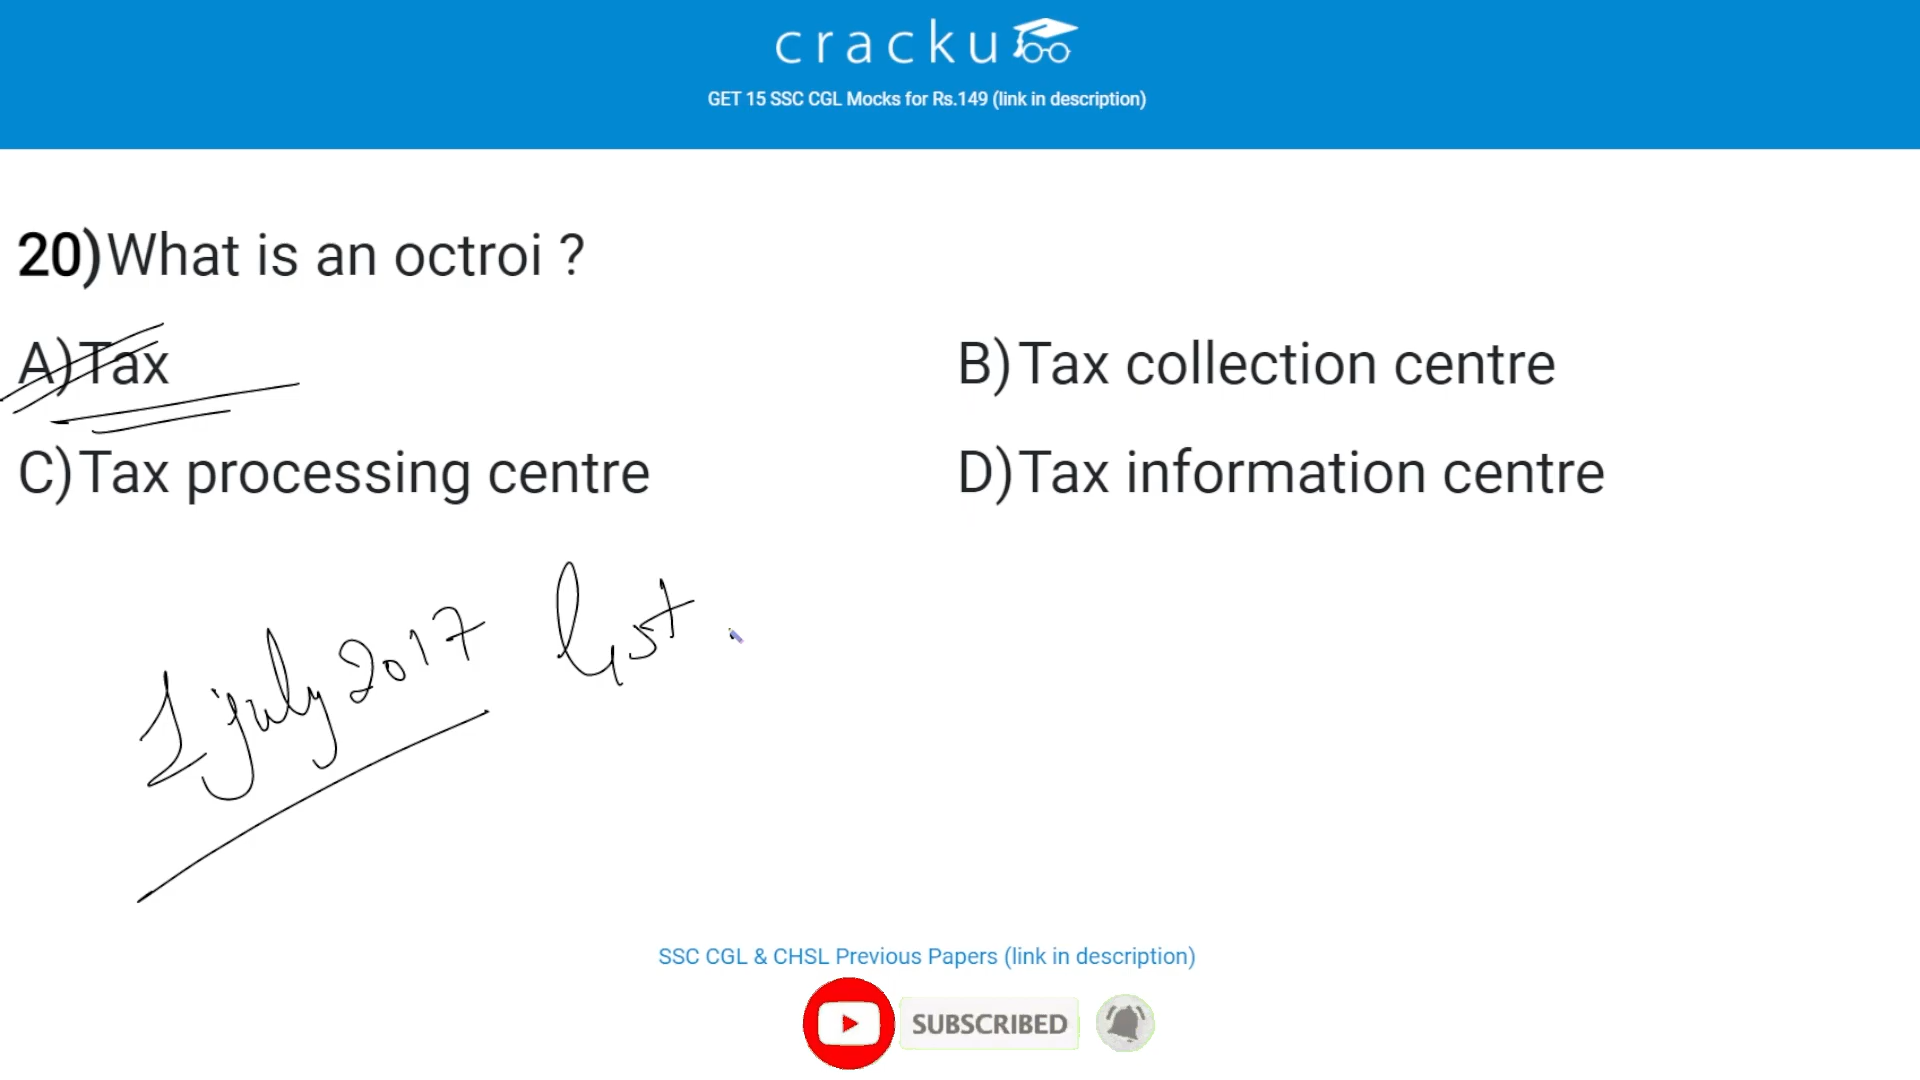 cracku
GET 15 SSC CGL Mocks for Rs.149 (link in description)
20)What is an octroi ?
A)Tax
B)Tax collection centre
C)Tax processing centre
D)Tax information centre
1 july 2017 Gst
SSC CGL & CHSL Previous Papers (link in description)
SUBSCRIBED